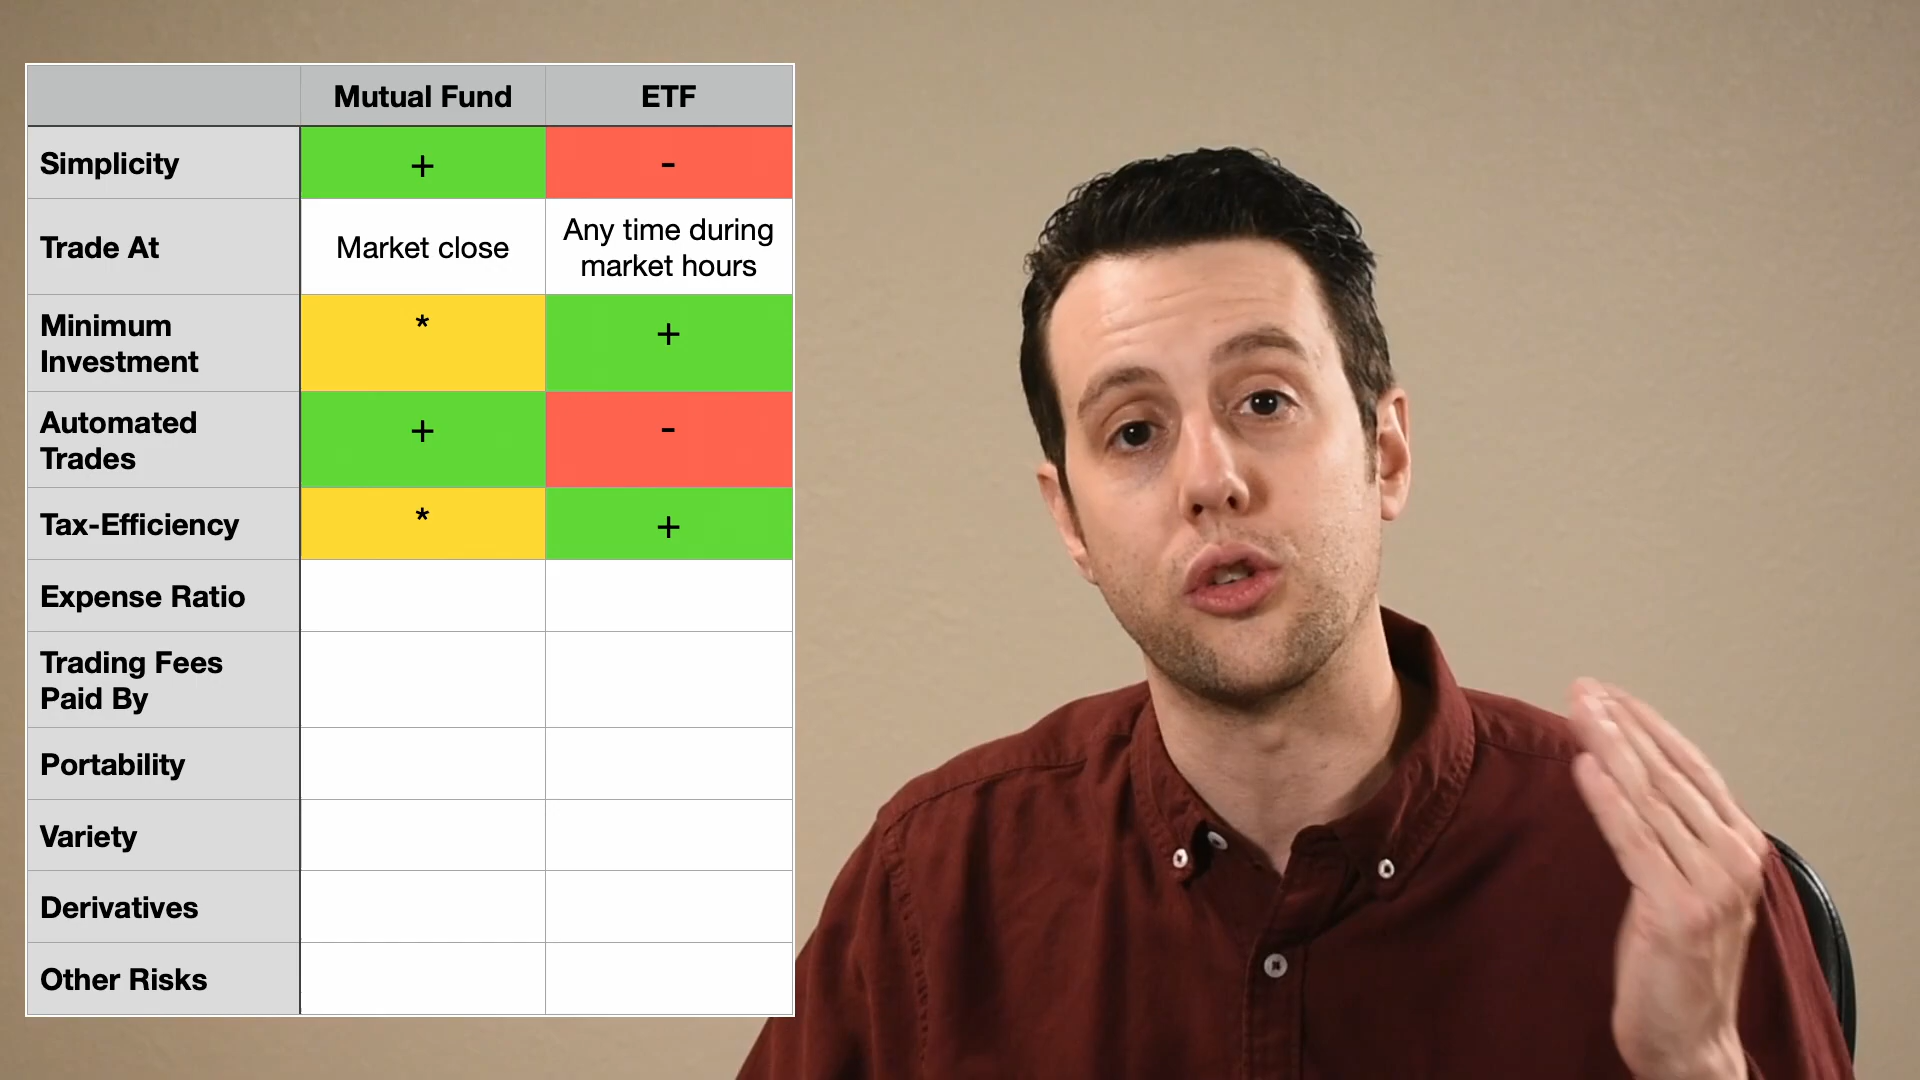 Mutual Fund ETF
Simplicity + -
Trade At Market close Any time during
market hours
Minimum
Investment * +
Automated
Trades + -
Tax-Efficiency * +
Expense Ratio
Trading Fees
Paid By
Portability
Variety
Derivatives
Other Risks